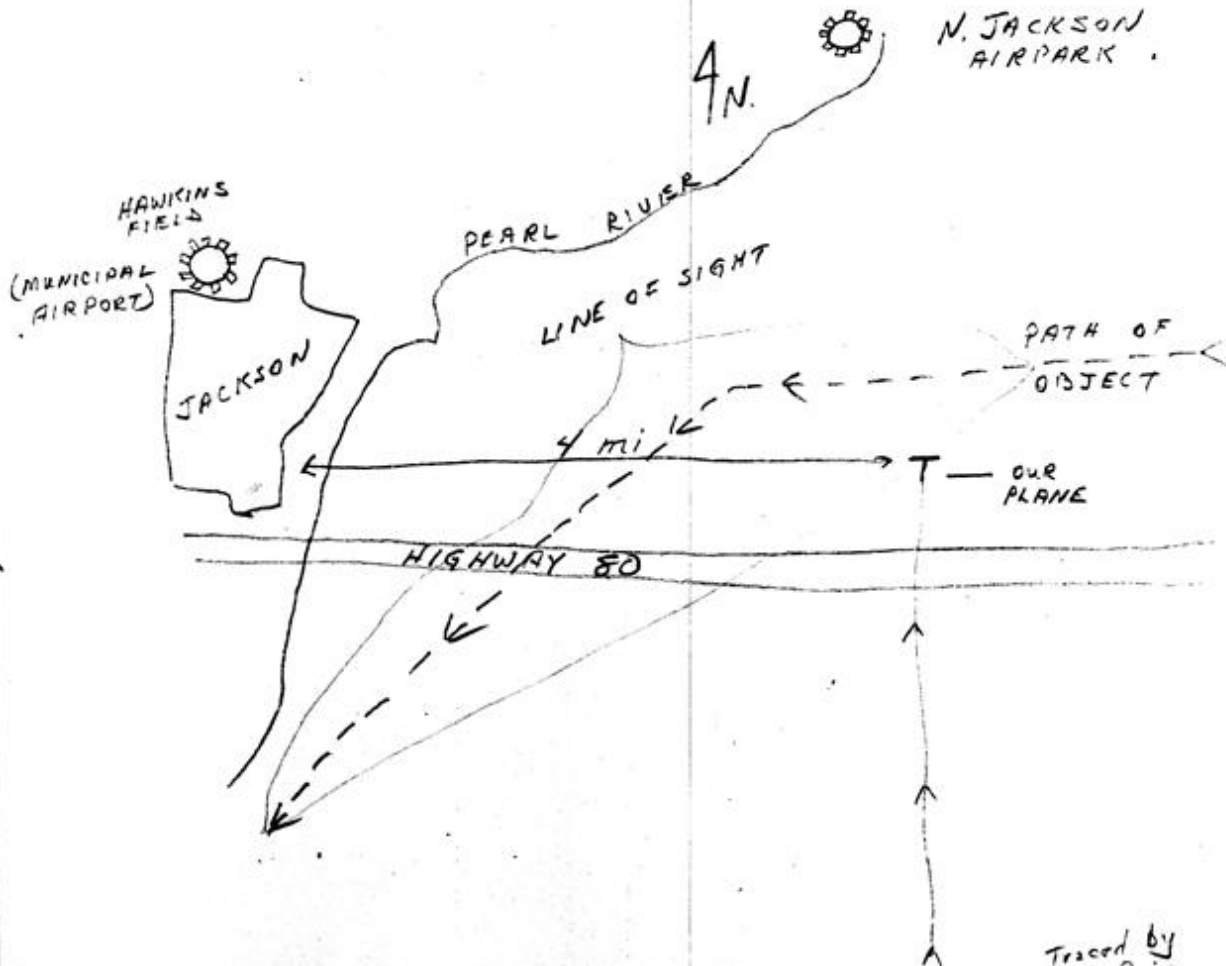 N. JACKSON
AIRPARK .
N.
HAWKINS
FIELD
(MUNICIPAL
AIRPORT)
PEARL RIVER
LINE OF SIGHT
JACKSON
PATH OF
OBJECT
4 mi
OUR
PLANE
HIGHWAY 80
Traced by